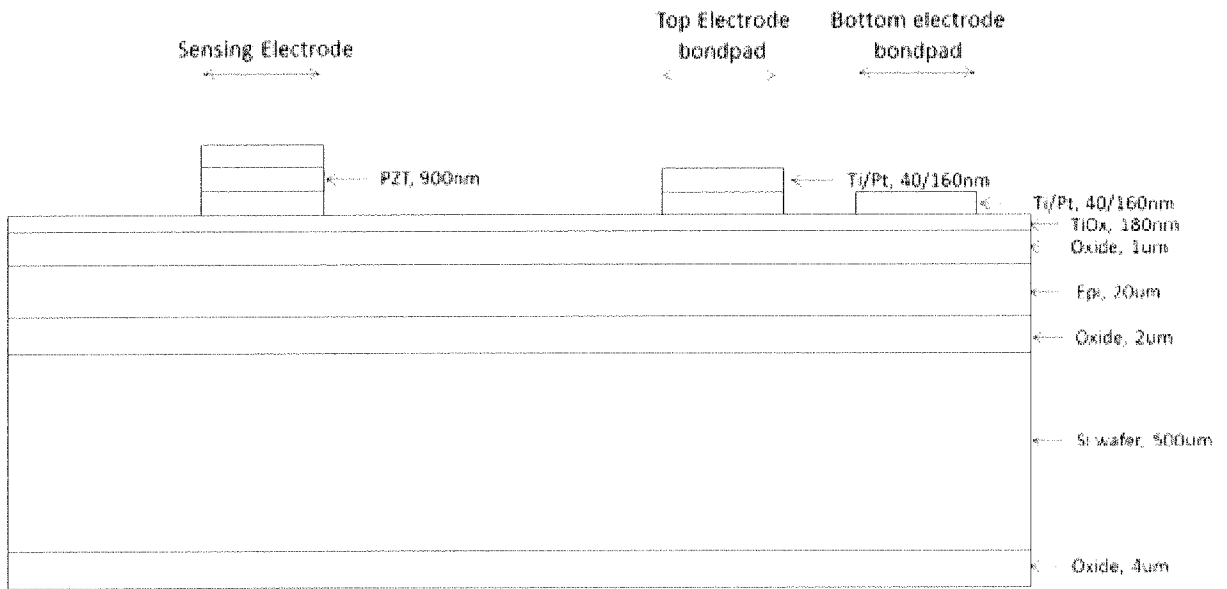 Sensing Electrode
Top Electrode
bondpad
Bottom electrode
bondpad
PZT, 900nm
Ti/Pt, 40/160nm
Ti/Pt, 40/160nm
TiOx, 180nm
Oxide, 1um
Epi, 20um
Oxide, 2um
Si wafer, 500um
Oxide, 4um